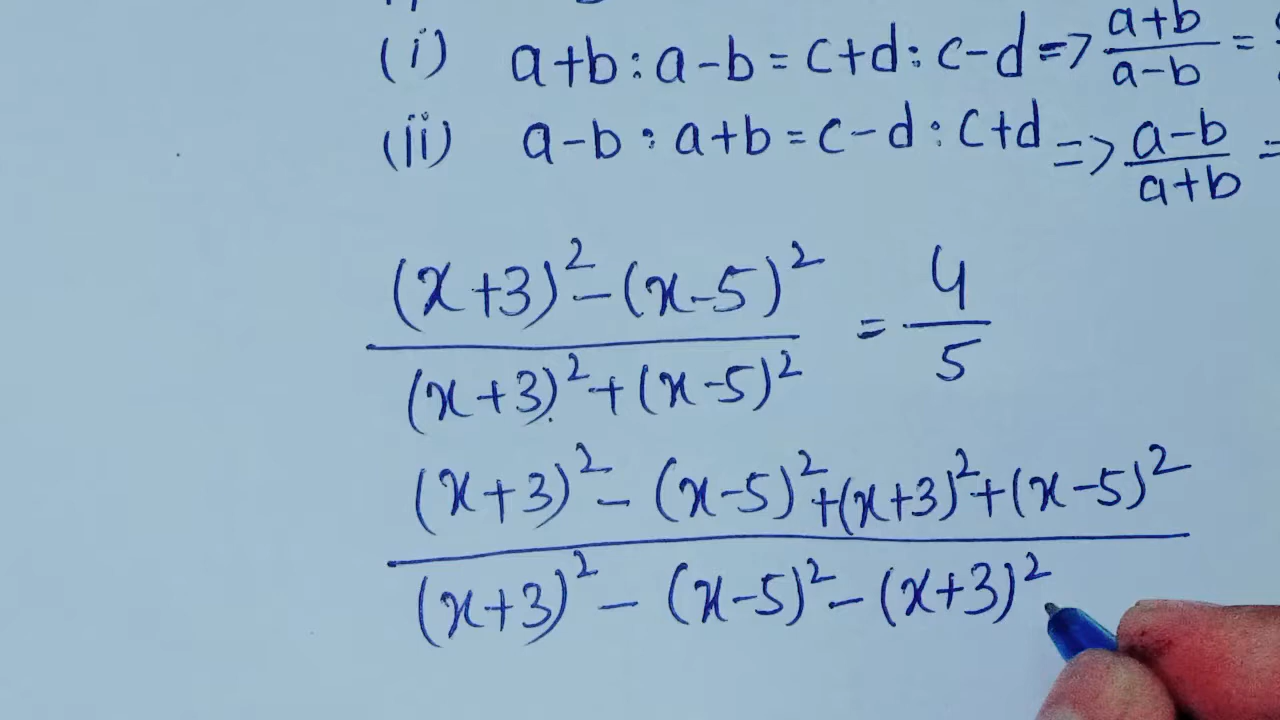 (i) a+b : a-b = c+d : c-d => a+b/a-b =
(ii) a-b : a+b = c-d : c+d => a-b/a+b =
(x+3)²-(x-5)²/(x+3)²+(x-5)² = 4/5
(x+3)²-(x-5)²+(x+3)²+(x-5)²
(x+3)²-(x-5)²-(x+3)²